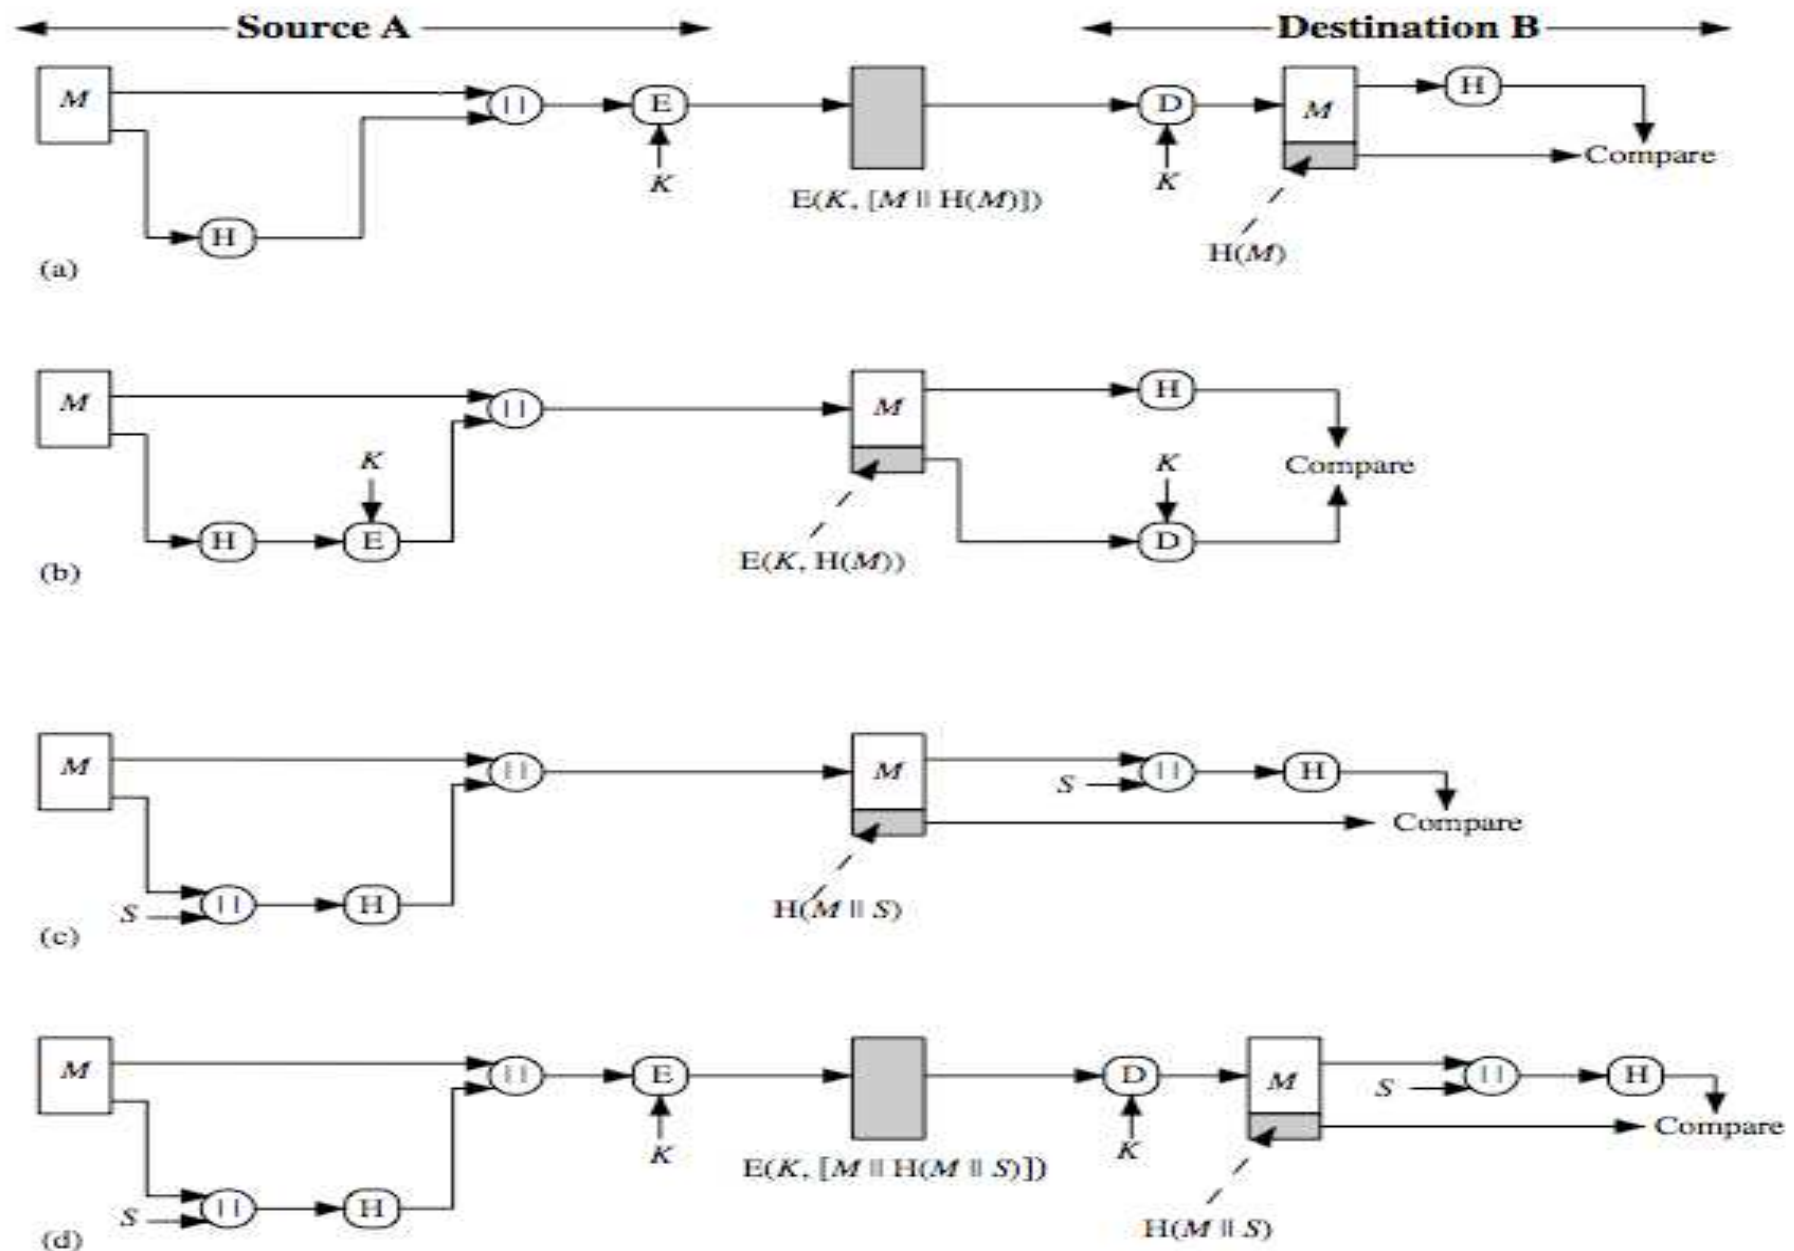 Source A Destination B
M || E D M H
K K Compare
E(K, [M || H(M)])
H
H(M)
(a)
M || M H
K K Compare
H E D
E(K, H(M))
(b)
M || M S || H
Compare
S || H
H(M || S)
(c)
M || E D M S || H
K K Compare
E(K, [M || H(M || S)])
S || H
H(M || S)
(d)